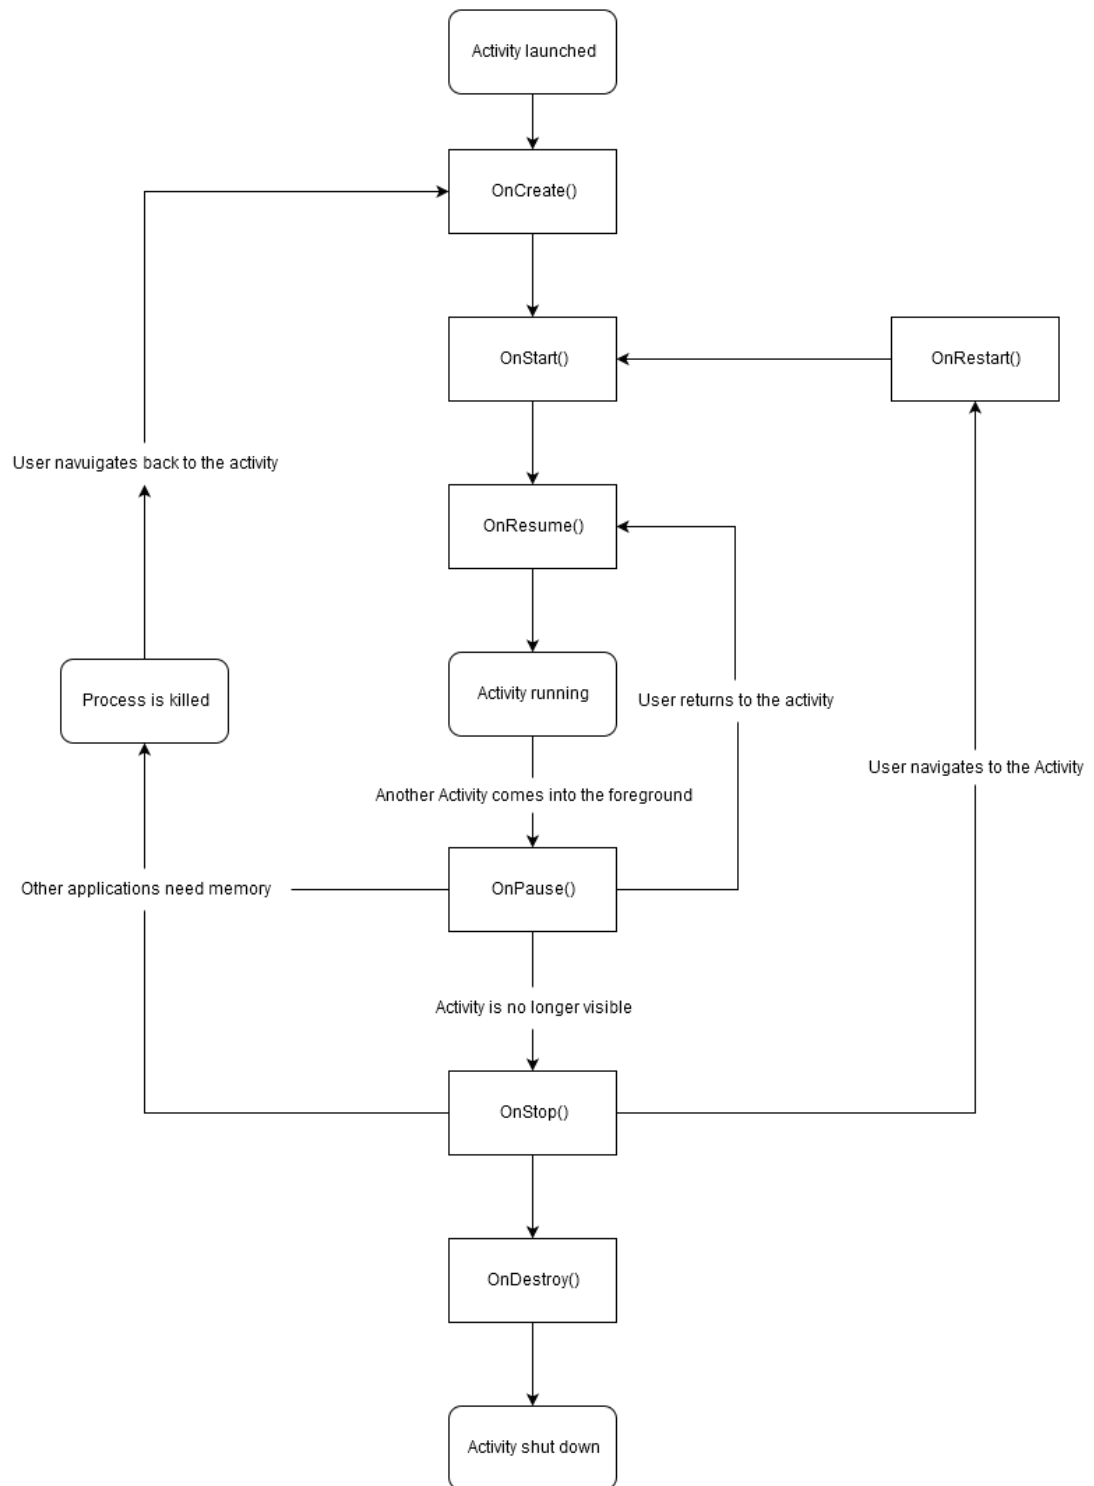 Activity launched
OnCreate()
OnStart()
OnRestart()
User navuigates back to the activity
OnResume()
Process is killed
Activity running
User returns to the activity
User navigates to the Activity
Another Activity comes into the foreground
Other applications need memory
OnPause()
Activity is no longer visible
OnStop()
OnDestroy()
Activity shut down